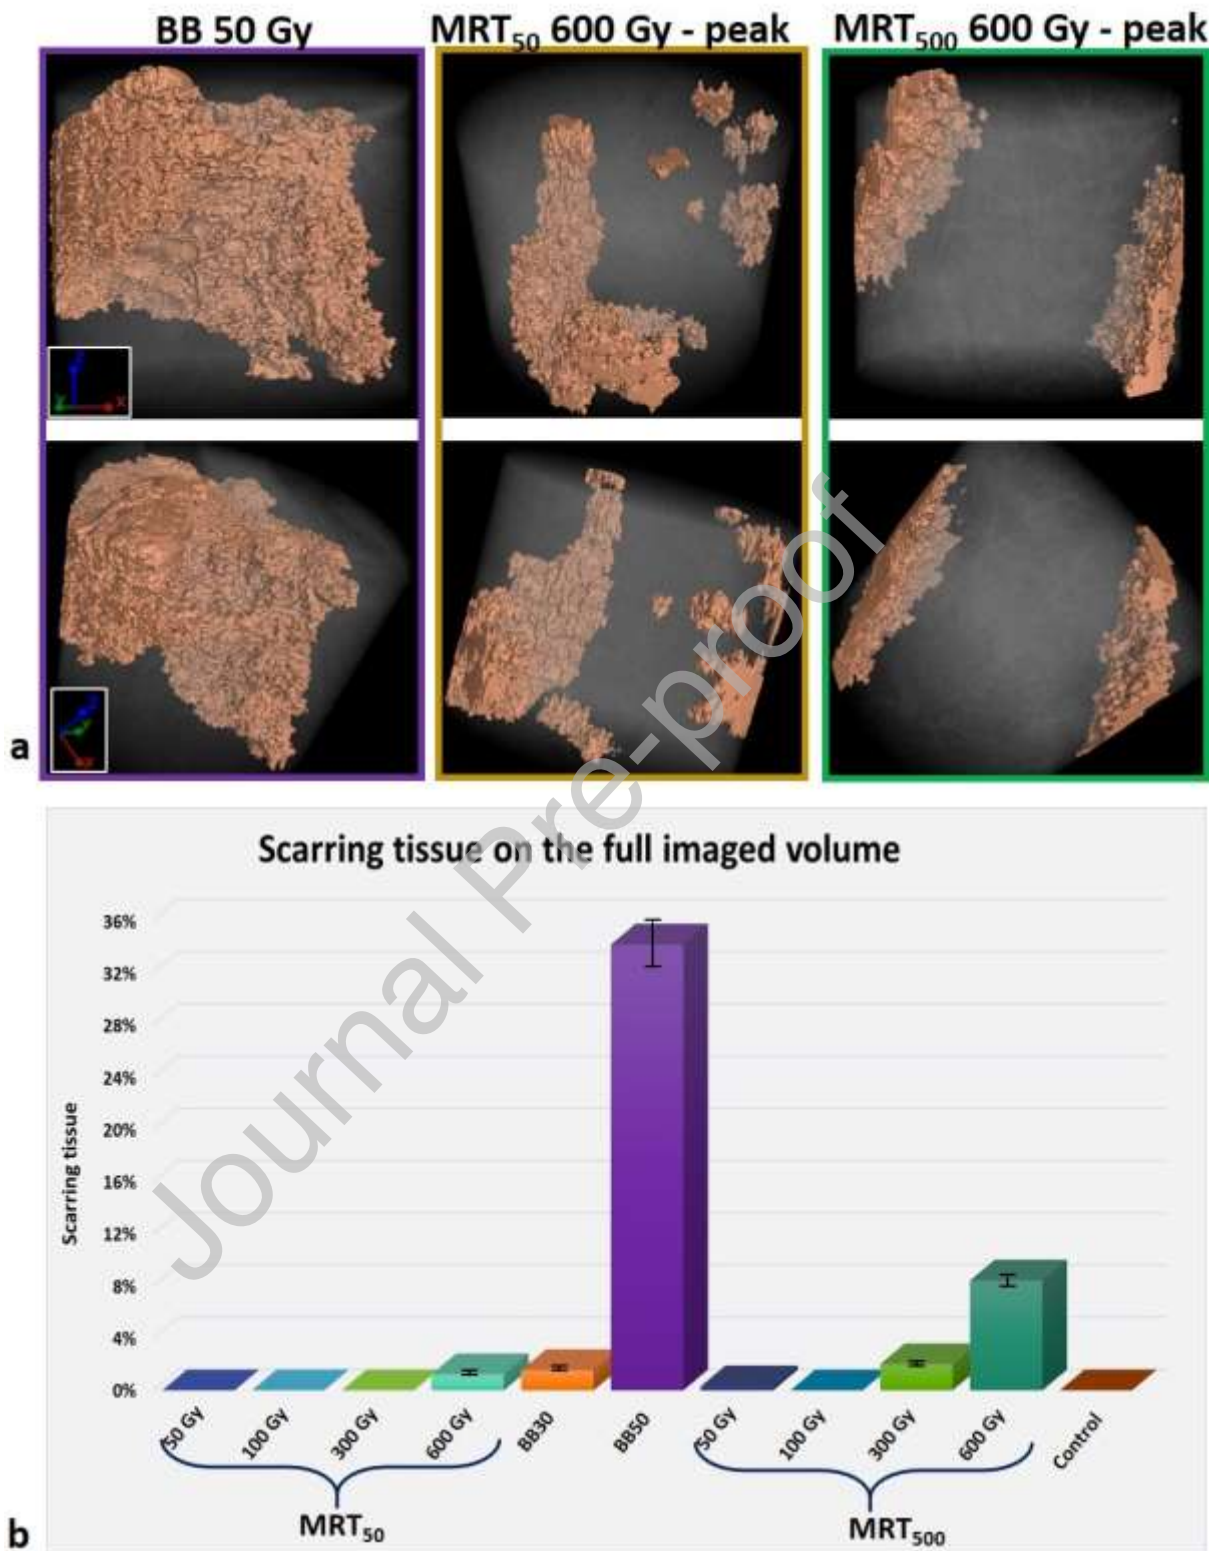 BB 50 Gy
MRT50 600 Gy - peak
MRT500 600 Gy - peak
a
Scarring tissue on the full imaged volume
36%
32%
28%
24%
20%
16%
12%
8%
4%
0%
Scarring tissue
50 Gy
100 Gy
300 Gy
600 Gy
BB30
BB50
50 Gy
100 Gy
300 Gy
600 Gy
Control
MRT50
MRT500
b
Journal Pre-proof